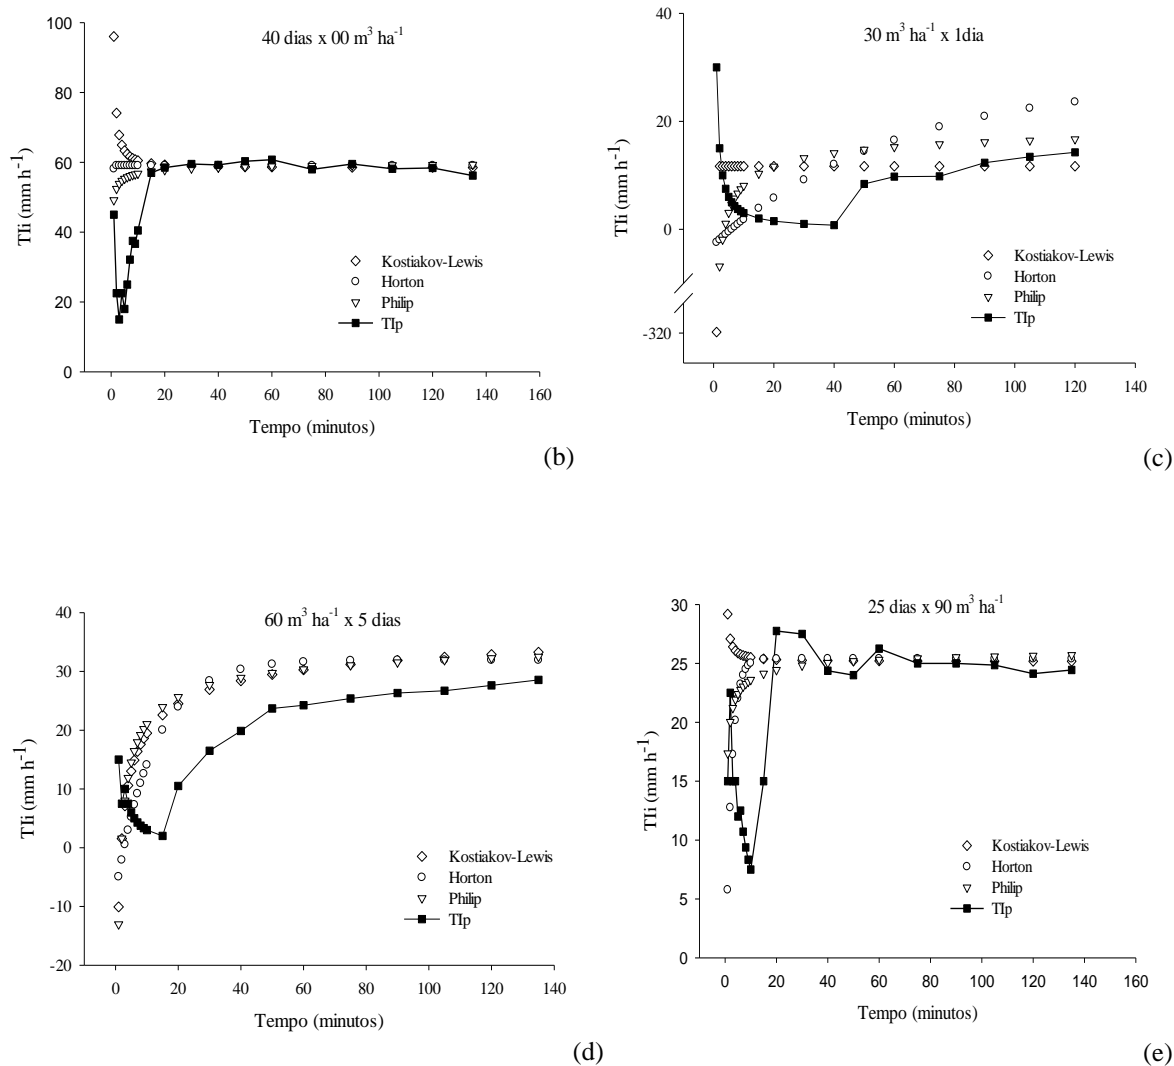 40 dias x 00 m³ ha⁻¹
TIi (mm h⁻¹)
100
80
60
40
20
0
Kostiakov-Lewis
Horton
Philip
TIp
0 20 40 60 80 100 120 140 160
Tempo (minutos)
(b)
30 m³ ha⁻¹ x 1dia
TIi (mm h⁻¹)
40
20
0
-320
Kostiakov-Lewis
Horton
Philip
TIp
0 20 40 60 80 100 120 140
Tempo (minutos)
(c)
60 m³ ha⁻¹ x 5 dias
TIi (mm h⁻¹)
40
30
20
10
0
-10
-20
Kostiakov-Lewis
Horton
Philip
TIp
0 20 40 60 80 100 120 140
Tempo (minutos)
(d)
25 dias x 90 m³ ha⁻¹
TIi (mm h⁻¹)
30
25
20
15
10
5
0
Kostiakov-Lewis
Horton
Philip
TIp
0 20 40 60 80 100 120 140 160
Tempo (minutos)
(e)